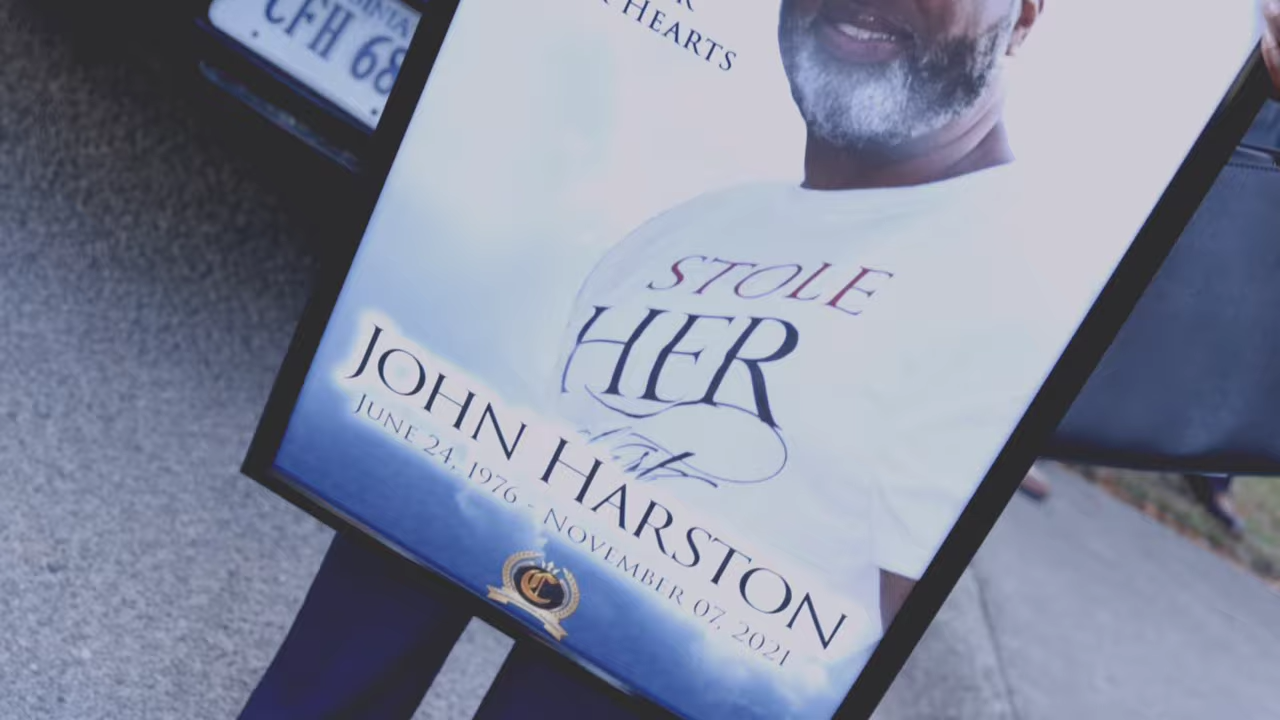 CFH 68
HEARTS
STOLE
HER
JOHN HARSTON
JUNE 24, 1976 - NOVEMBER 07, 2021
C